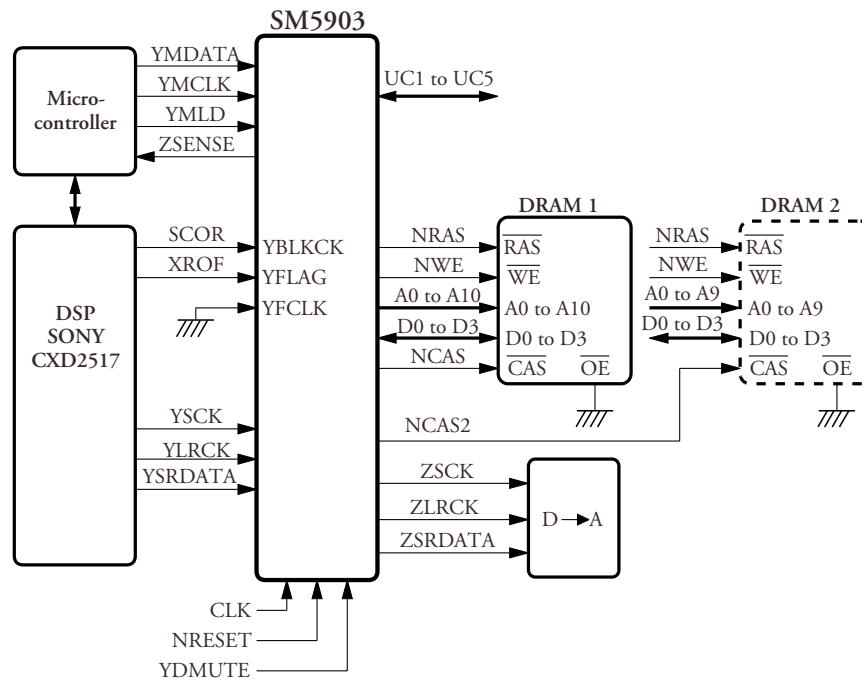 SM5903
YMDATA
YMCLK
YMLD
ZSENSE
Micro-
controller
UC1 to UC5
DSP
SONY
CXD2517
SCOR
XROF
YBLKCK
YFLAG
YFCLK
YSCK
YLRCK
YSRDATA
NRAS
NWE
A0 to A10
D0 to D3
NCAS
DRAM 1
RAS
WE
A0 to A10
D0 to D3
CAS OE
NRAS
NWE
A0 to A9
D0 to D3
DRAM 2
RAS
WE
A0 to A9
D0 to D3
CAS OE
NCAS2
ZSCK
ZLRCK
ZSRDATA
D A
CLK
NRESET
YDMUTE